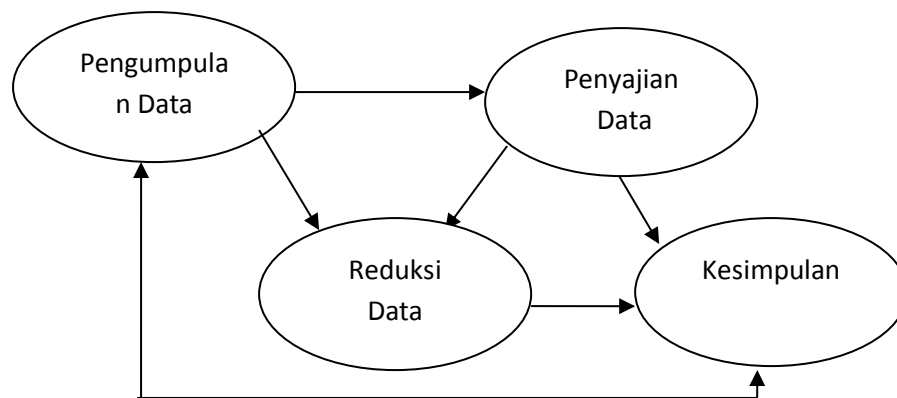 Pengumpula
n Data
Penyajian
Data
Reduksi
Data
Kesimpulan